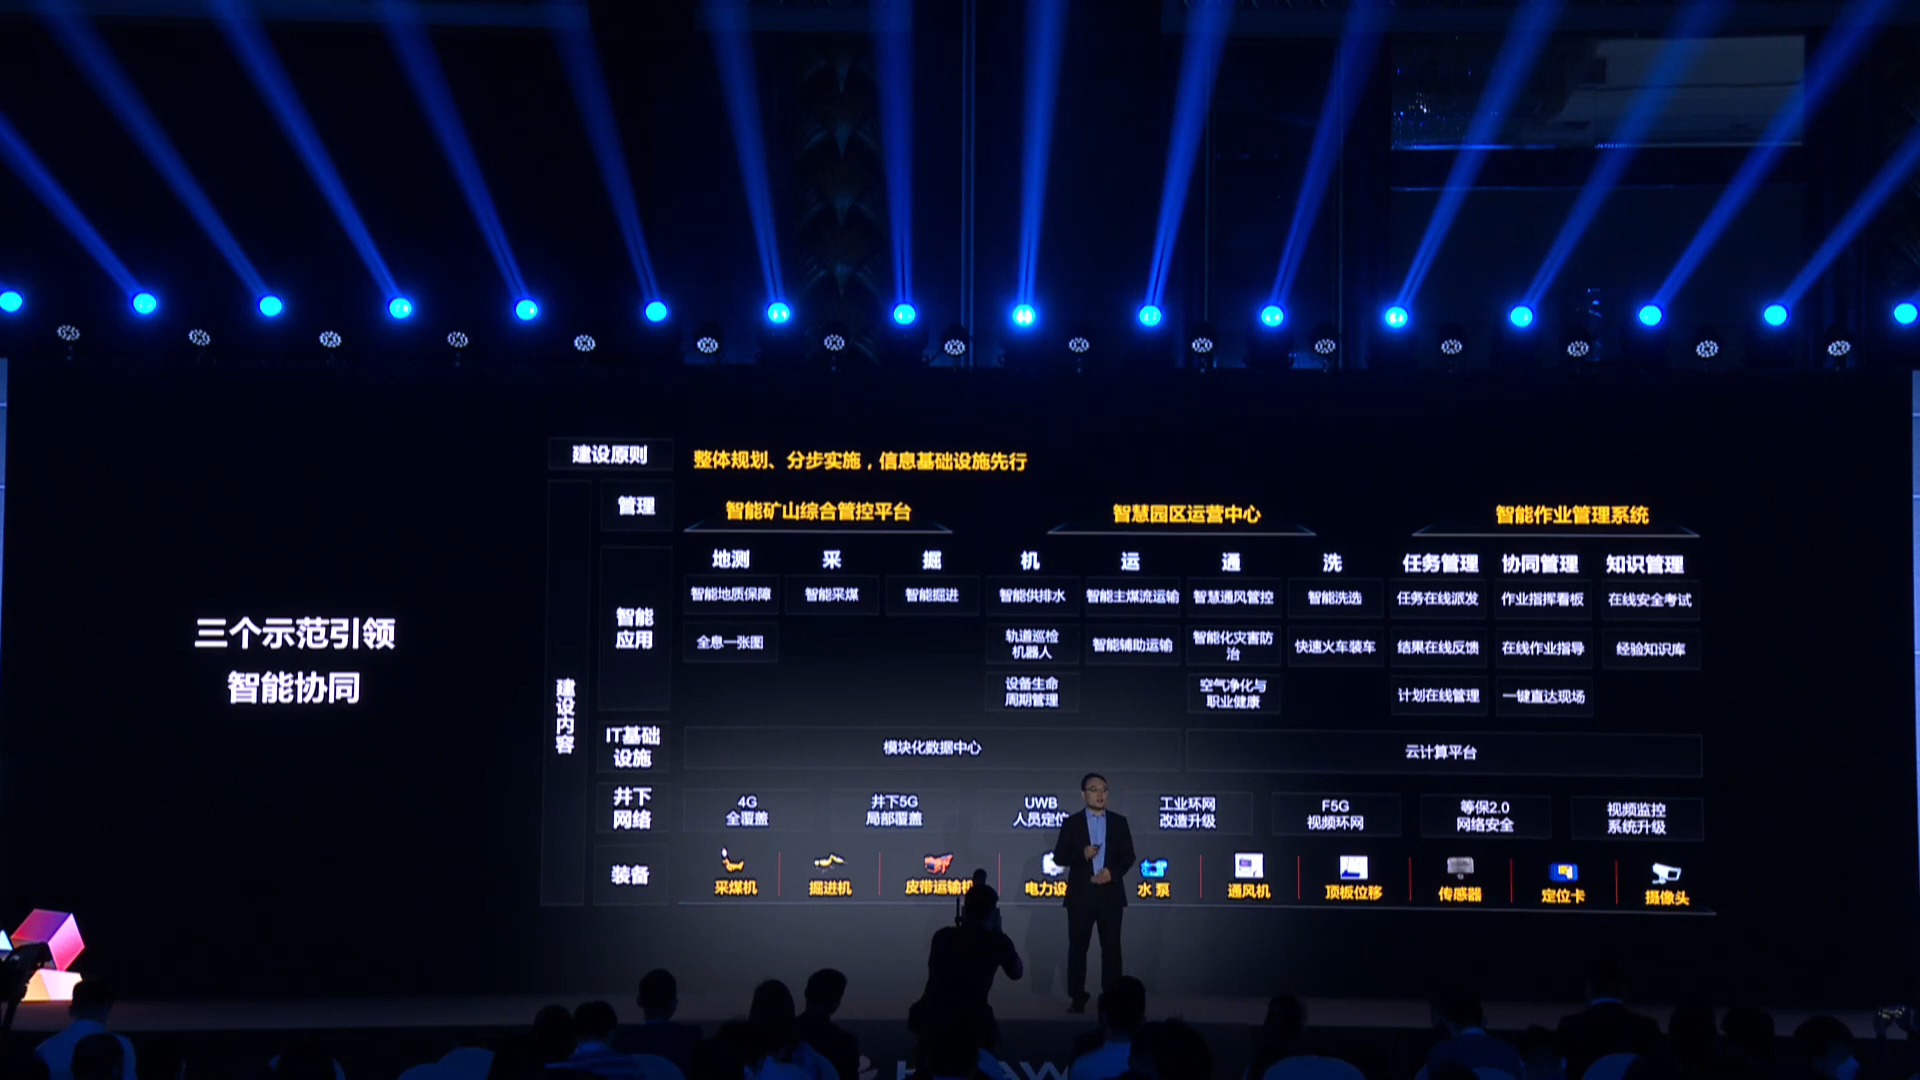 三个示范引领
智能协同
建设原则
整体规划、分步实施，信息基础设施先行
建设内容
管理
智能矿山综合管控平台
智慧园区运营中心
智能作业管理系统
智能
应用
地测
采
掘
机
运
通
洗
任务管理
协同管理
知识管理
智能地质保障
智能采煤
智能掘进
智能供排水
智能主煤流运输
智慧通风管控
智能洗选
任务在线派发
作业指挥看板
在线安全考试
全息一张图
轨道巡检
机器人
智能辅助运输
智能化灾害防
治
快速火车装车
结果在线反馈
在线作业指导
经验知识库
设备生命
周期管理
空气净化与
职业健康
计划在线管理
一键直达现场
IT基础
设施
模块化数据中心
云计算平台
井下
网络
4G
全覆盖
井下5G
局部覆盖
UWB
人员定位
工业环网
改造升级
F5G
视频环网
等保2.0
网络安全
视频监控
系统升级
装备
采煤机
掘进机
皮带运输机
电力设
水泵
通风机
顶板位移
传感器
定位卡
摄像头